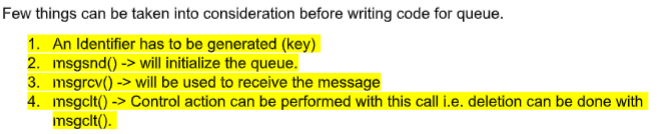 Few things can be taken into consideration before writing code for queue.
1. An Identifier has to be generated (key)
2. msgsnd() -> will initialize the queue.
3. msgrcv() -> will be used to receive the message
4. msgclt() -> Control action can be performed with this call i.e. deletion can be done with
msgclt().